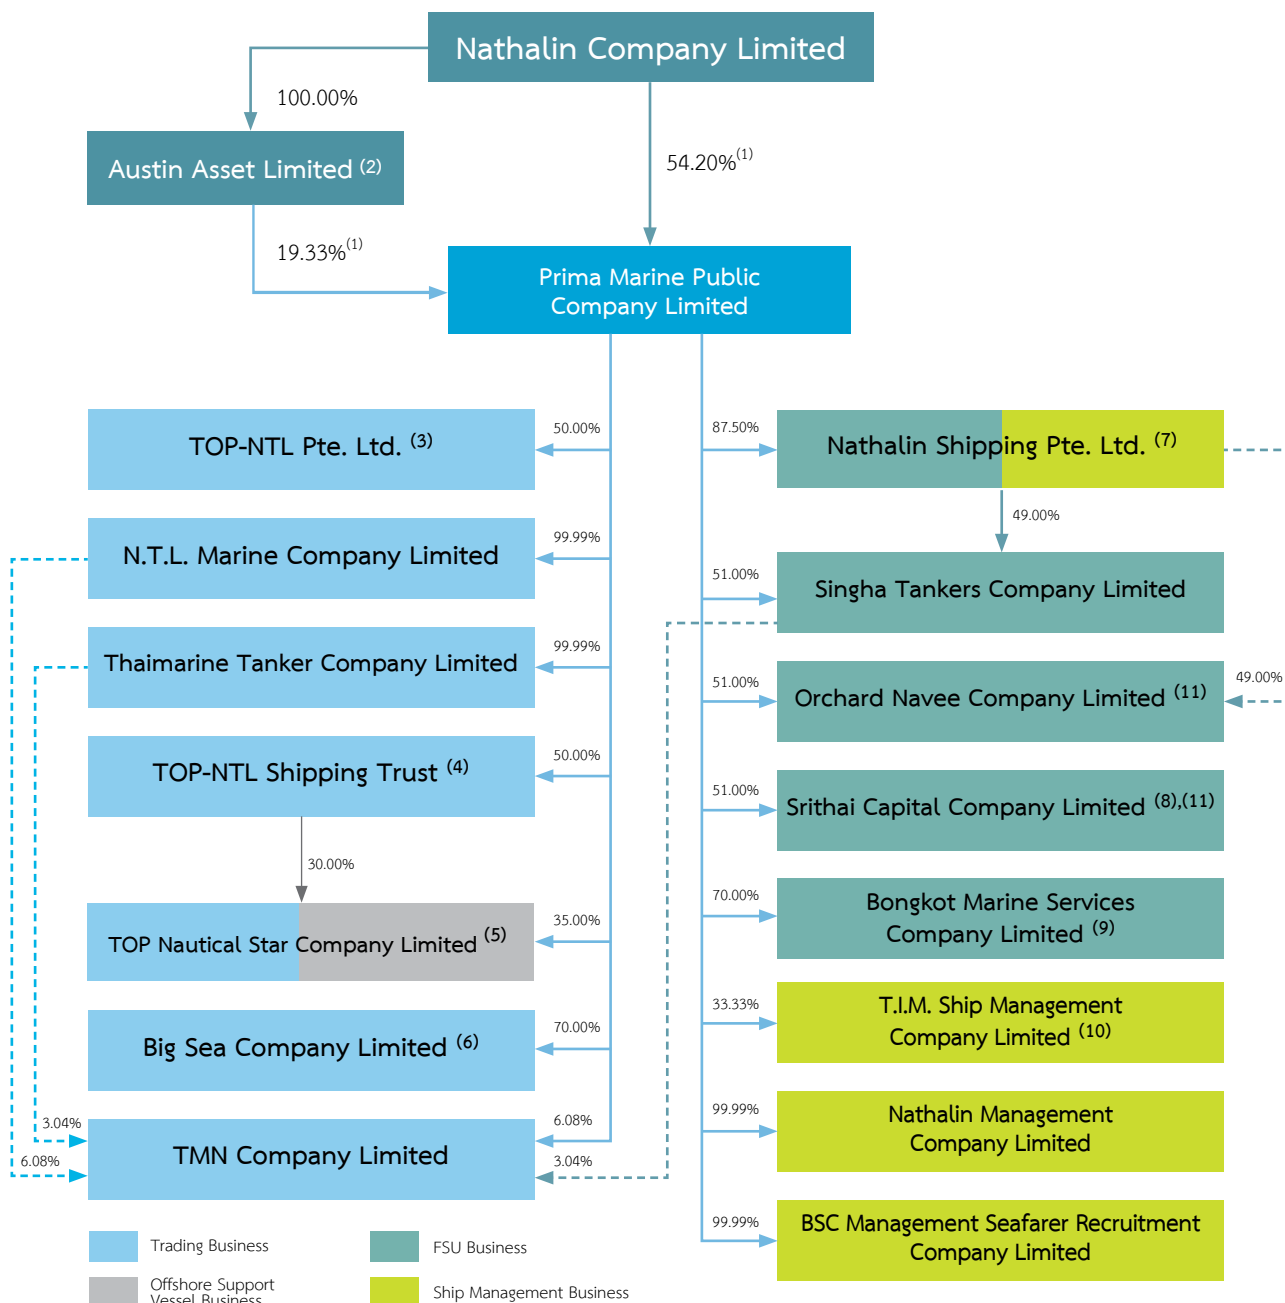 Nathalin Company Limited
100.00%
Austin Asset Limited (2)
54.20%(1)
19.33%(1)
Prima Marine Public
Company Limited
TOP-NTL Pte. Ltd. (3)
50.00%
87.50%
Nathalin Shipping Pte. Ltd. (7)
49.00%
N.T.L. Marine Company Limited
99.99%
51.00%
Singha Tankers Company Limited
Thaimarine Tanker Company Limited
99.99%
51.00%
Orchard Navee Company Limited (11)
49.00%
TOP-NTL Shipping Trust (4)
50.00%
51.00%
Srithai Capital Company Limited (8),(11)
30.00%
TOP Nautical Star Company Limited (5)
35.00%
70.00%
Bongkot Marine Services
Company Limited (9)
Big Sea Company Limited (6)
70.00%
33.33%
T.I.M. Ship Management
Company Limited (10)
3.04%
6.08%
TMN Company Limited
6.08%
3.04%
99.99%
Nathalin Management
Company Limited
99.99%
BSC Management Seafarer Recruitment
Company Limited
Trading Business
FSU Business
Offshore Support
Vessel Business
Ship Management Business